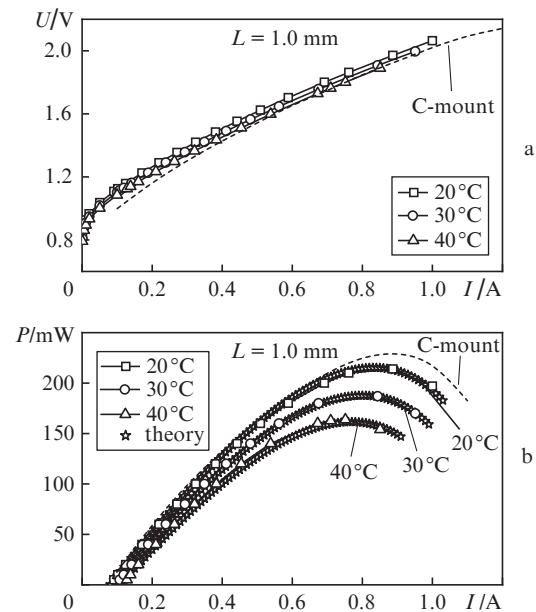 U/V
L = 1.0 mm
2.0
C-mount
1.6
a
1.2
20 °C
30 °C
0.8
40 °C
0 0.2 0.4 0.6 0.8 1.0 I/A
P/mW
L = 1.0 mm
C-mount
20 °C
200
30 °C
40 °C
theory
150
20 °C
30 °C
b
40 °C
100
50
0 0.2 0.4 0.6 0.8 1.0 I/A